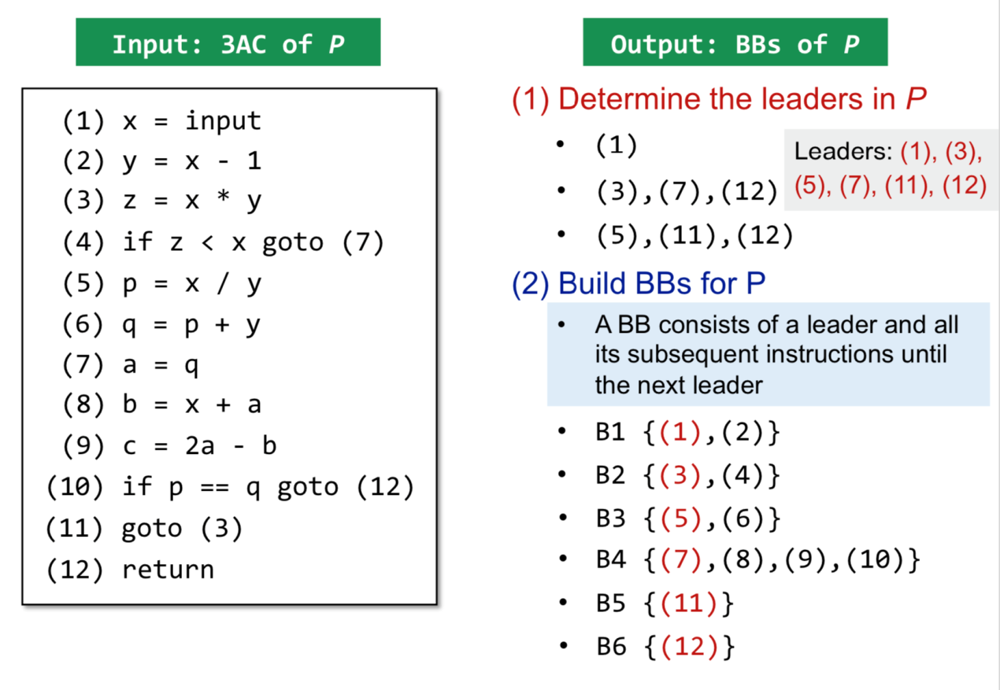 Input: 3AC of P
(1) x = input
(2) y = x - 1
(3) z = x * y
(4) if z < x goto (7)
(5) p = x / y
(6) q = p + y
(7) a = q
(8) b = x + a
(9) c = 2a - b
(10) if p == q goto (12)
(11) goto (3)
(12) return
Output: BBs of P
(1) Determine the leaders in P
• (1)
• (3),(7),(12)
• (5),(11),(12)
Leaders: (1), (3),
(5), (7), (11), (12)
(2) Build BBs for P
• A BB consists of a leader and all
its subsequent instructions until
the next leader
• B1 {(1),(2)}
• B2 {(3),(4)}
• B3 {(5),(6)}
• B4 {(7),(8),(9),(10)}
• B5 {(11)}
• B6 {(12)}